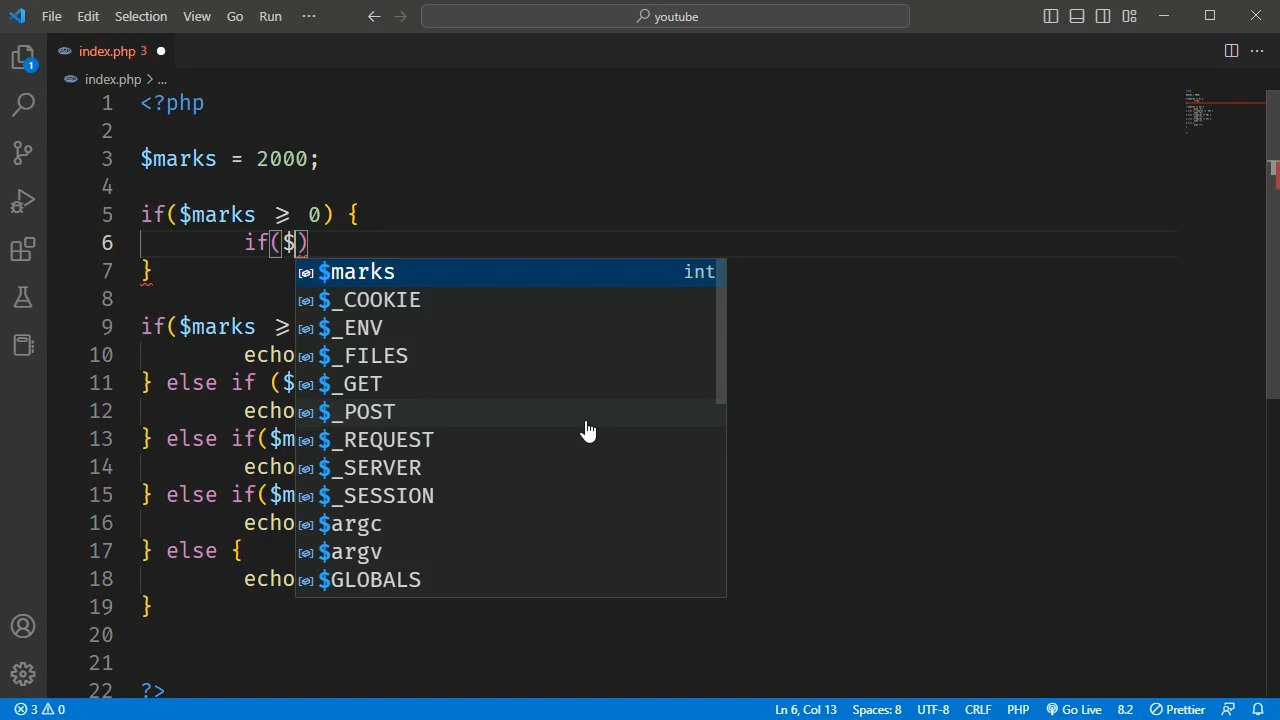 File Edit Selection View Go Run ··· youtube
index.php 3
index.php > ...
1 <?php
2
3 $marks = 2000;
4
5 if($marks >= 0) {
6 if($)
7 }
$marks int
8
$_COOKIE
9 if($marks >=
$_ENV
10 echo
$_FILES
11 } else if ($
$_GET
12 echo
$_POST
13 } else if($m
$_REQUEST
14 echo
$_SERVER
15 } else if($m
$_SESSION
16 echo
$argc
17 } else {
$argv
18 echo
$GLOBALS
19 }
20
21
22 ?>
1
3 0 Ln 6, Col 13 Spaces: 8 UTF-8 CRLF PHP Go Live 8.2 Prettier